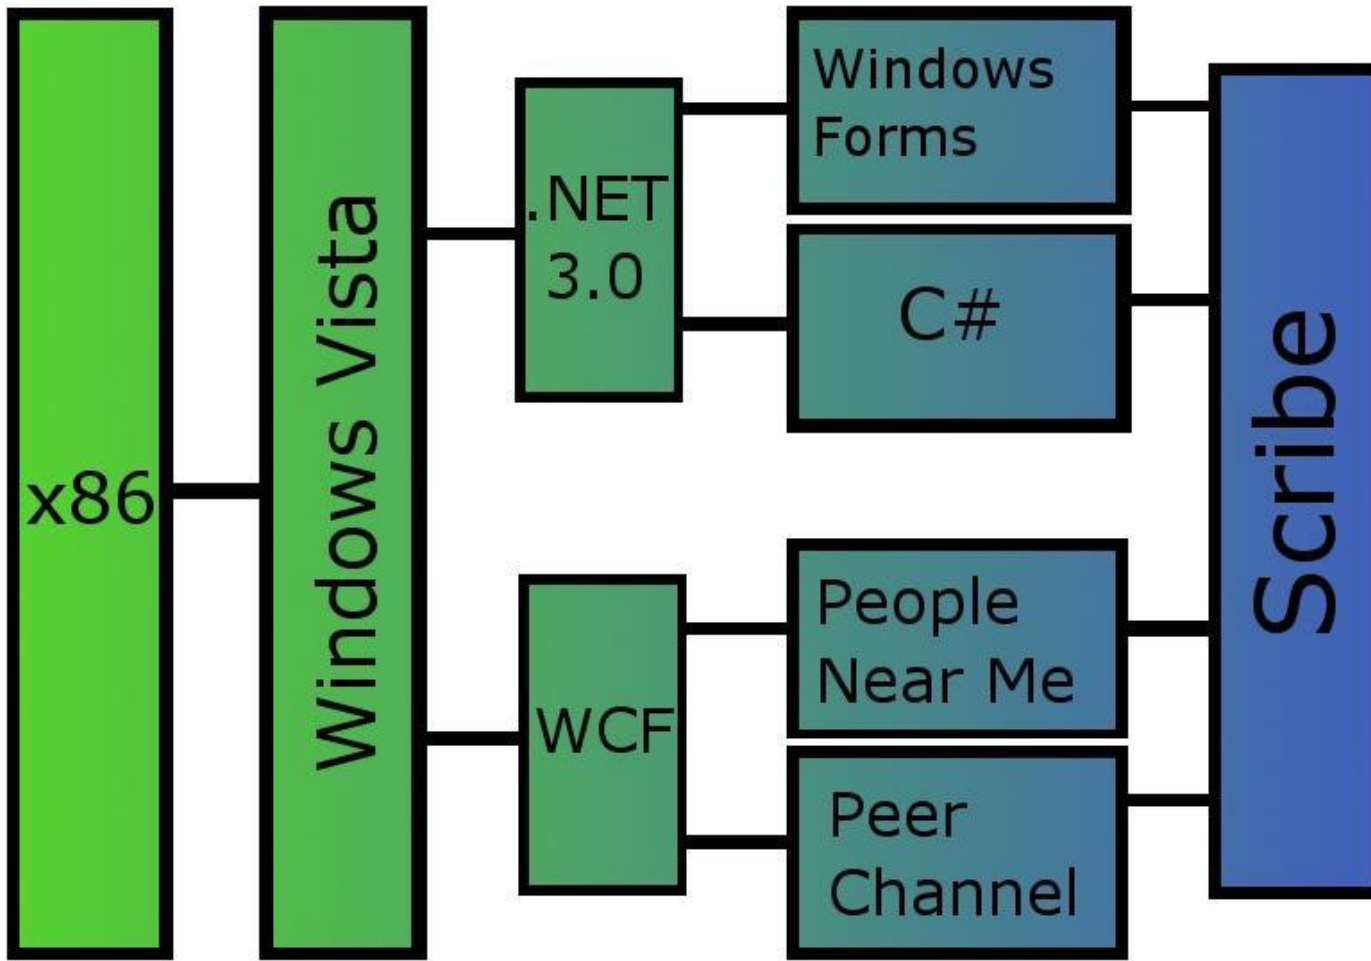 x86
Windows Vista
.NET
3.0
Windows
Forms
C#
WCF
People
Near Me
Peer
Channel
Scribe